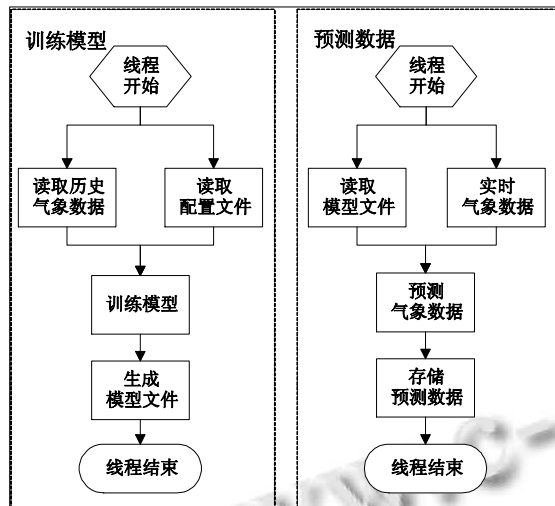 训练模型
线程
开始
读取历史
气象数据
读取
配置文件
训练模型
生成
模型文件
线程结束
预测数据
线程
开始
读取
模型文件
实时
气象数据
预测
气象数据
存储
预测数据
线程结束